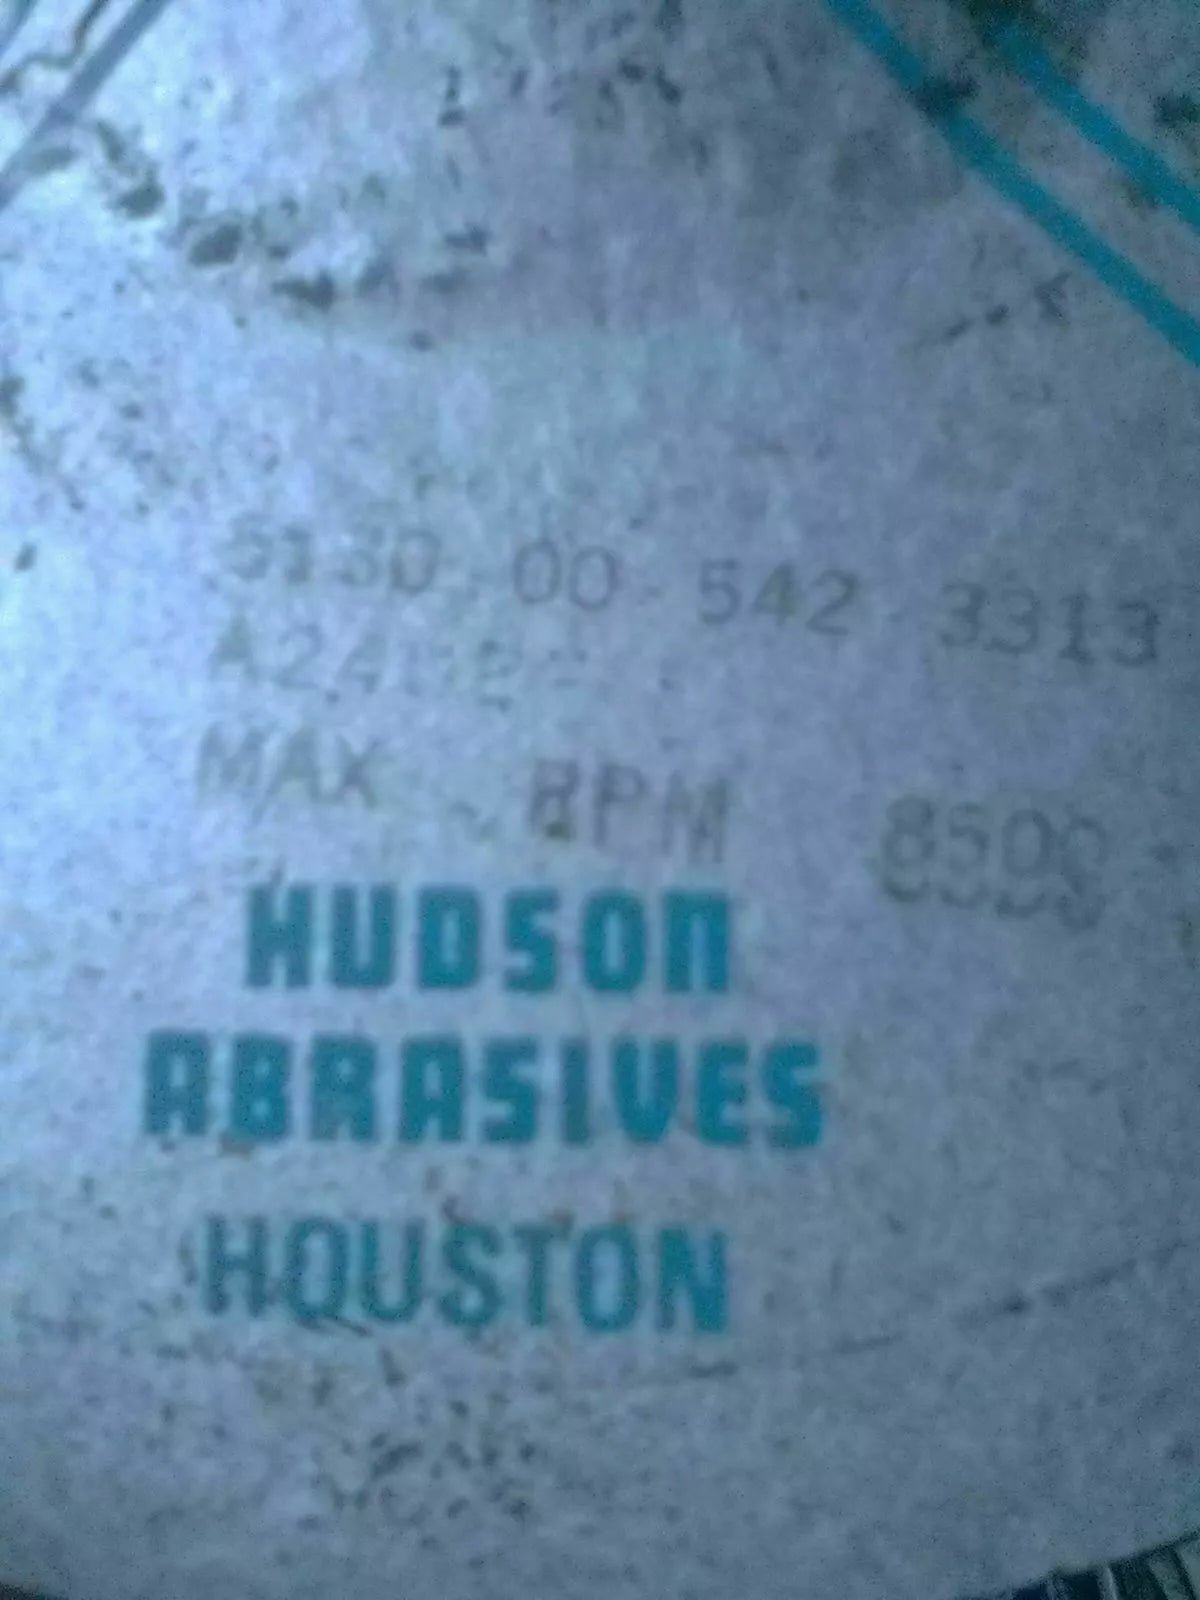 5130 00 542 3313
MAX RPM 8500
HUDSON
ABRASIVES
HOUSTON